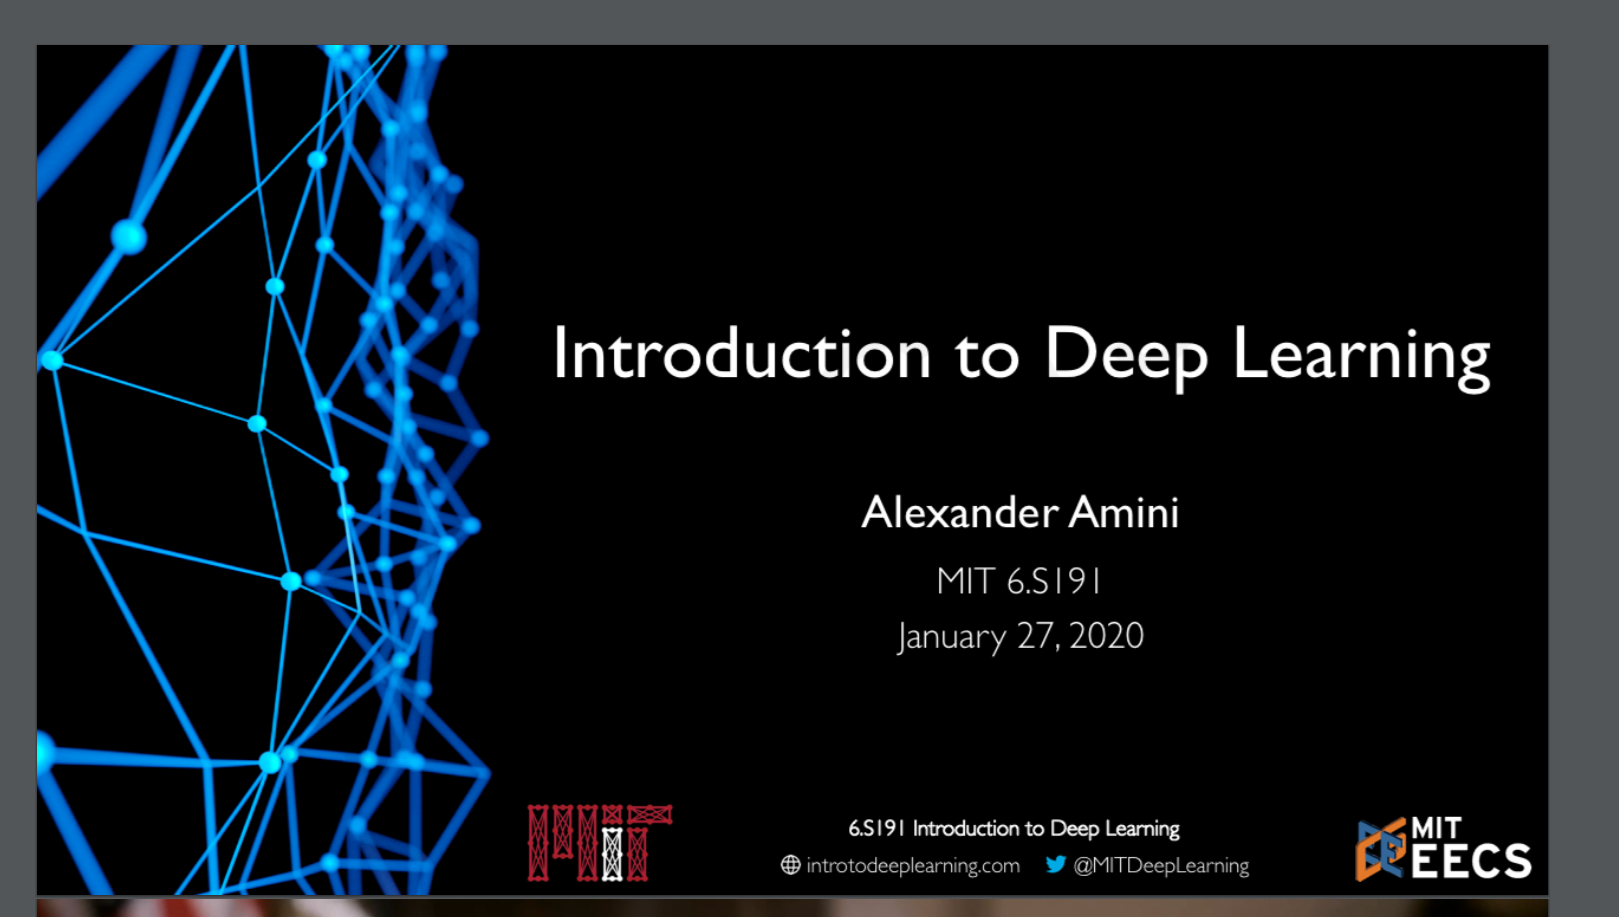 Introduction to Deep Learning
Alexander Amini
MIT 6.S191
January 27, 2020
MIT
6.S191 Introduction to Deep Learning
introtodeeplearning.com @MITDeepLearning
MIT
EECS